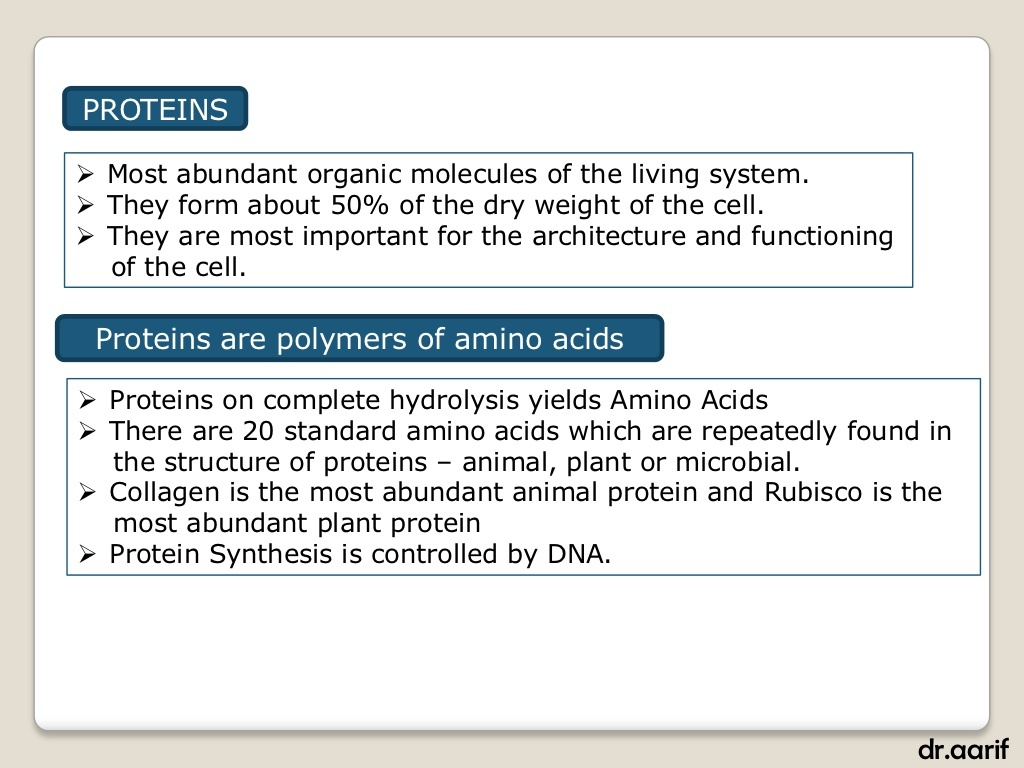 PROTEINS
➢ Most abundant organic molecules of the living system.
➢ They form about 50% of the dry weight of the cell.
➢ They are most important for the architecture and functioning
of the cell.
Proteins are polymers of amino acids
➢ Proteins on complete hydrolysis yields Amino Acids
➢ There are 20 standard amino acids which are repeatedly found in
the structure of proteins – animal, plant or microbial.
➢ Collagen is the most abundant animal protein and Rubisco is the
most abundant plant protein
➢ Protein Synthesis is controlled by DNA.
dr.aarif